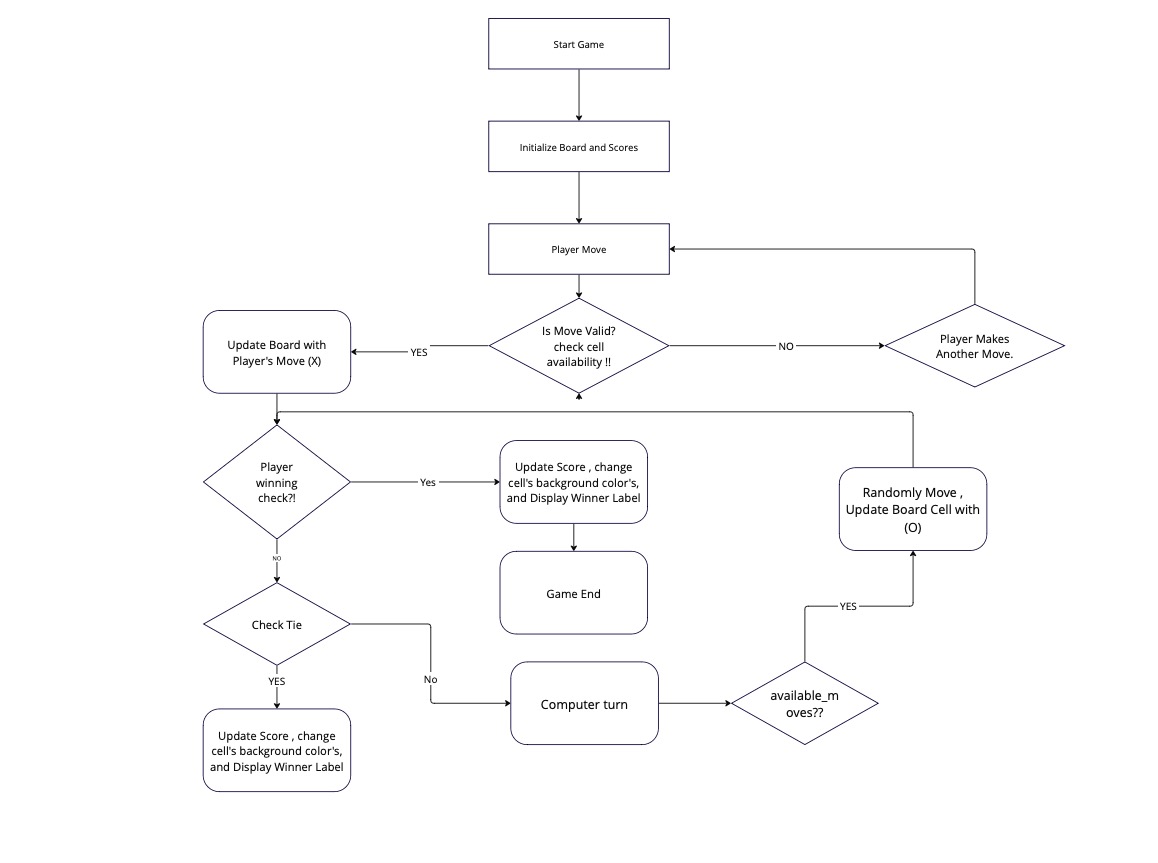 Start Game
Initialize Board and Scores
Player Move
Is Move Valid?
check cell
availability !!
YES
NO
Update Board with
Player's Move (X)
Player Makes
Another Move.
Player
winning
check?!
Yes
Update Score , change
cell's background color's,
and Display Winner Label
Randomly Move ,
Update Board Cell with
(O)
NO
Game End
Check Tie
YES
No
YES
Computer turn
available_m
oves??
Update Score , change
cell's background color's,
and Display Winner Label